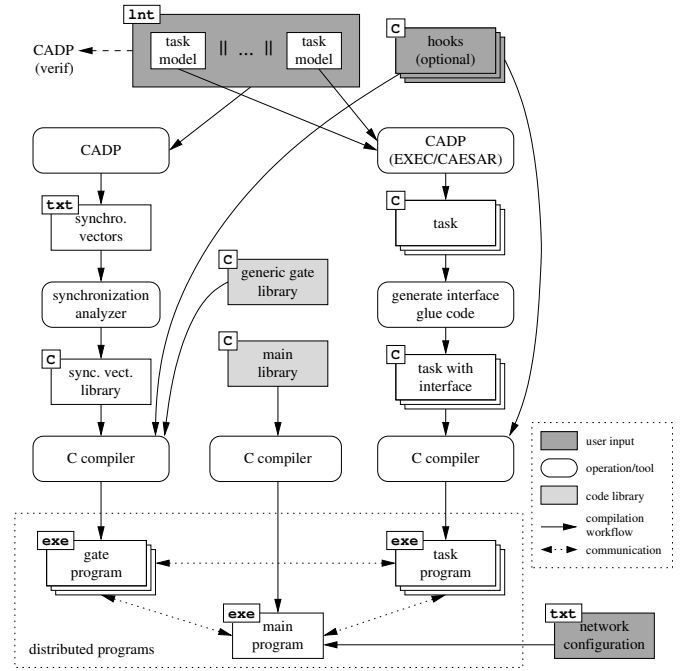 lnt
CADP
(verif)
task
model
|| ... ||
task
model
C
hooks
(optional)
CADP
CADP
(EXEC/CAESAR)
txt
synchro.
vectors
C
task
C
generic gate
library
synchronization
analyzer
generate interface
glue code
C
sync. vect.
library
C
main
library
C
task with
interface
C compiler
C compiler
C compiler
user input
operation/tool
code library
compilation
workflow
communication
exe
gate
program
exe
task
program
exe
main
program
txt
network
configuration
distributed programs